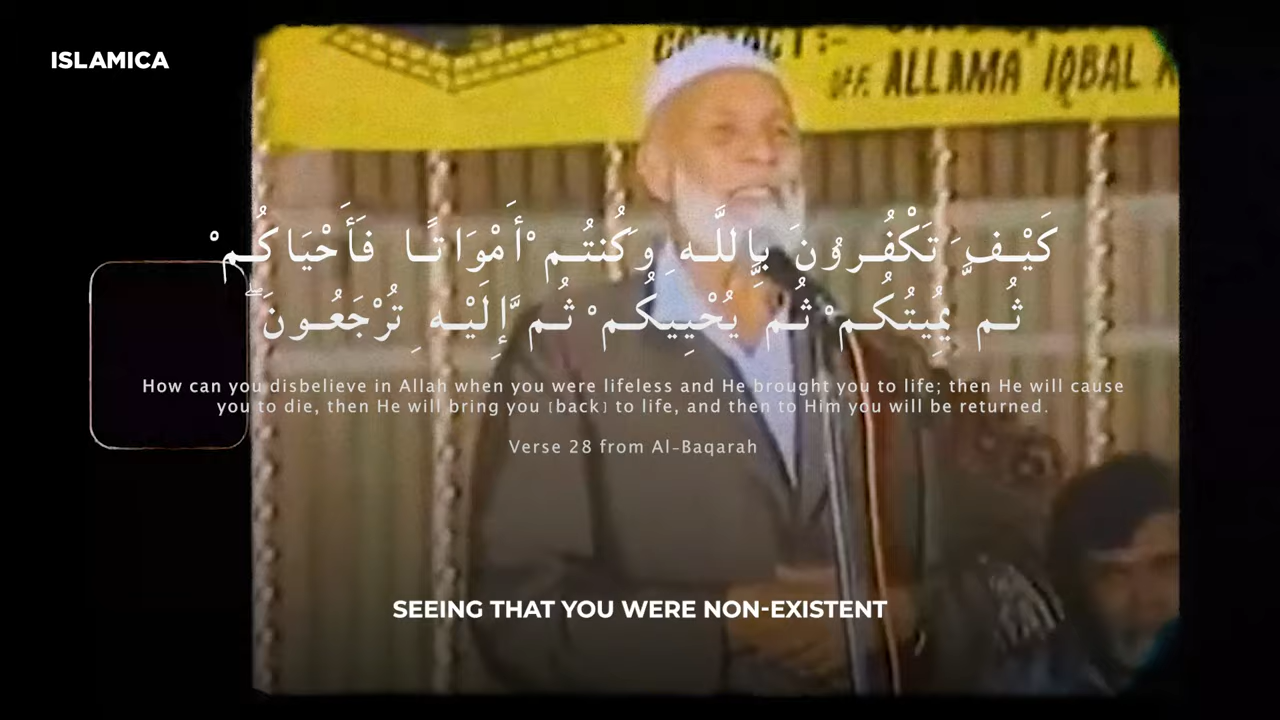 ISLAMICA
CONTACT:-
OFF. ALLAMA IQBAL
كَيْفَ تَكْفُرُونَ بِاللَّهِ وَكُنتُمْ أَمْوَاتًا فَأَحْيَاكُمْ
ثُمَّ يُمِيتُكُمْ ثُمَّ يُحْيِيكُمْ ثُمَّ إِلَيْهِ تُرْجَعُونَ ۖ
How can you disbelieve in Allah when you were lifeless and He brought you to life; then He will cause
you to die, then He will bring you [back] to life, and then to Him you will be returned.
Verse 28 from Al-Baqarah
SEEING THAT YOU WERE NON-EXISTENT